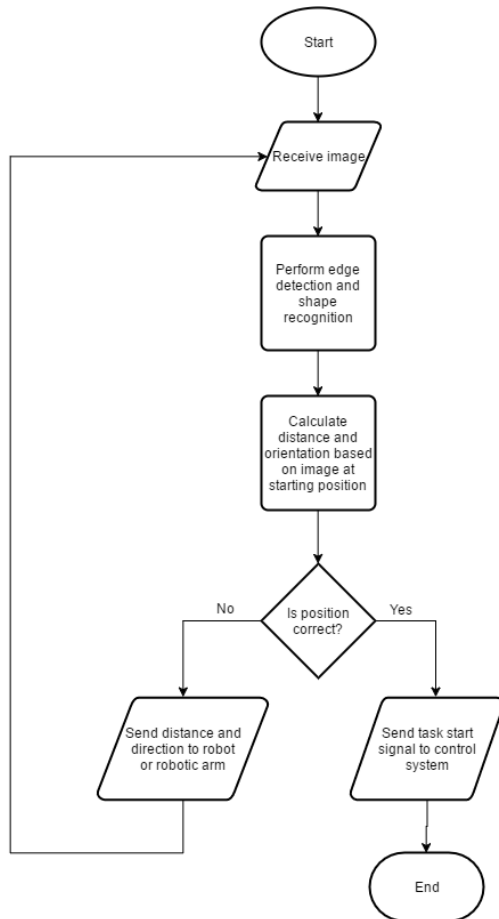 Start
Receive image
Perform edge
detection and
shape
recognition
Calculate
distance and
orientation based
on image at
starting position
Is position
correct?
No
Yes
Send distance and
direction to robot
or robotic arm
Send task start
signal to control
system
End